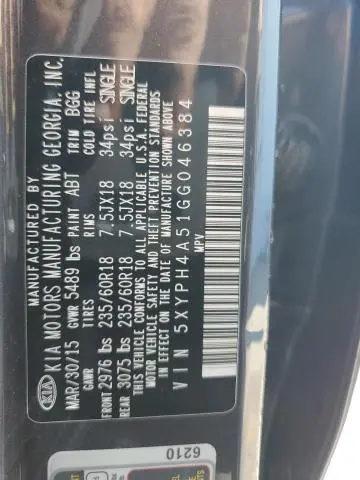 KIA KIA MOTORS MANUFACTURING GEORGIA, INC.
MAR/30/15 GVWR 5489 lbs PAINT ABT TRIM BGG
GAWR TIRES RIMS COLD TIRE INFL
FRONT 2976 lbs 235/60R18 7.5JX18 34psi SINGLE
REAR 3075 lbs 235/60R18 7.5JX18 34psi SINGLE
THIS VEHICLE CONFORMS TO ALL APPLICABLE U.S. FEDERAL
MOTOR VEHICLE SAFETY AND THEFT PREVENTION STANDARDS
IN EFFECT ON THE DATE OF MANUFACTURE SHOWN ABOVE
VIN 5XYPH4A51GG046384
MPV
6210